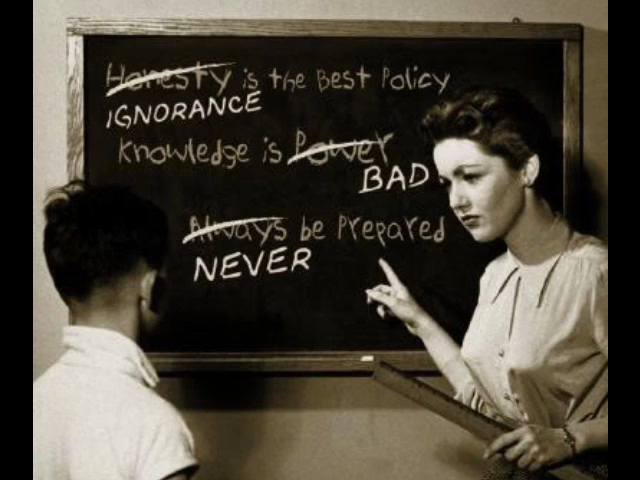 Honesty is the Best Policy
IGNORANCE
Knowledge is Power
BAD
Always be Prepared
NEVER